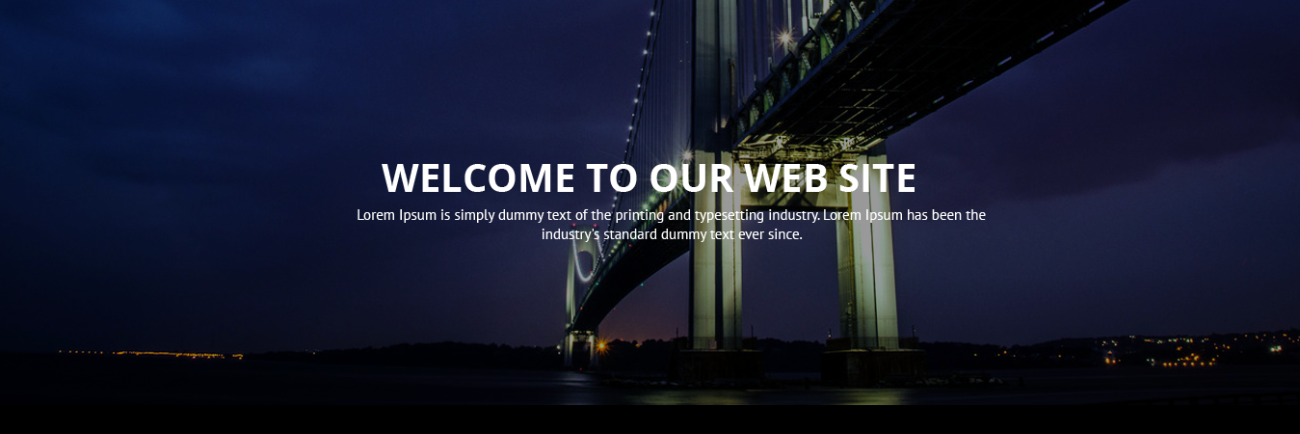 WELCOME TO OUR WEB SITE
Lorem Ipsum is simply dummy text of the printing and typesetting industry. Lorem Ipsum has been the
industry's standard dummy text ever since.